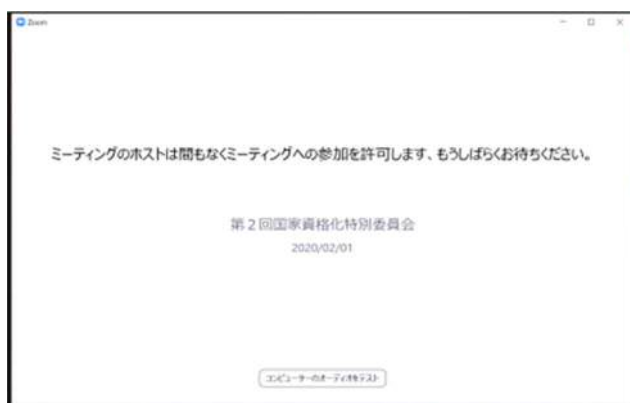 Zoom
ミーティングのホストは間もなくミーティングへの参加を許可します、もうしばらくお待ちください。
第2回国家資格化特別委員会
2020/02/01
コンピューターのオーディオをテスト